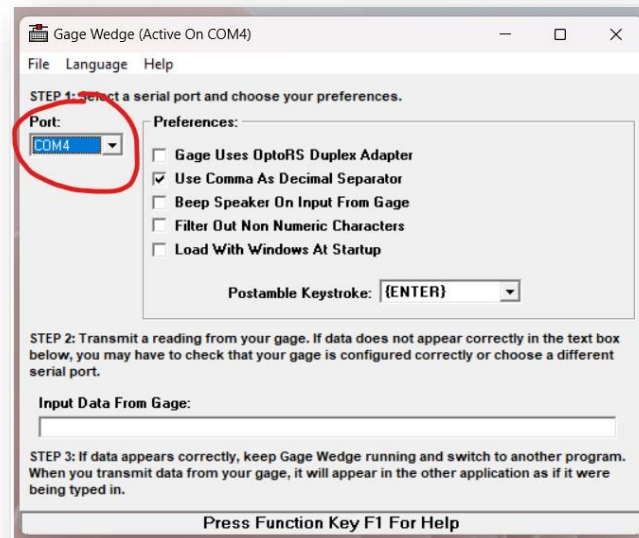 Gage Wedge (Active On COM4)
File Language Help
STEP 1: Select a serial port and choose your preferences.
Port:
COM4
Preferences:
Gage Uses OptoRS Duplex Adapter
Use Comma As Decimal Separator
Beep Speaker On Input From Gage
Filter Out Non Numeric Characters
Load With Windows At Startup
Postamble Keystroke: {ENTER}
STEP 2: Transmit a reading from your gage. If data does not appear correctly in the text box
below, you may have to check that your gage is configured correctly or choose a different
serial port.
Input Data From Gage:
STEP 3: If data appears correctly, keep Gage Wedge running and switch to another program.
When you transmit data from your gage, it will appear in the other application as if it were
being typed in.
Press Function Key F1 For Help